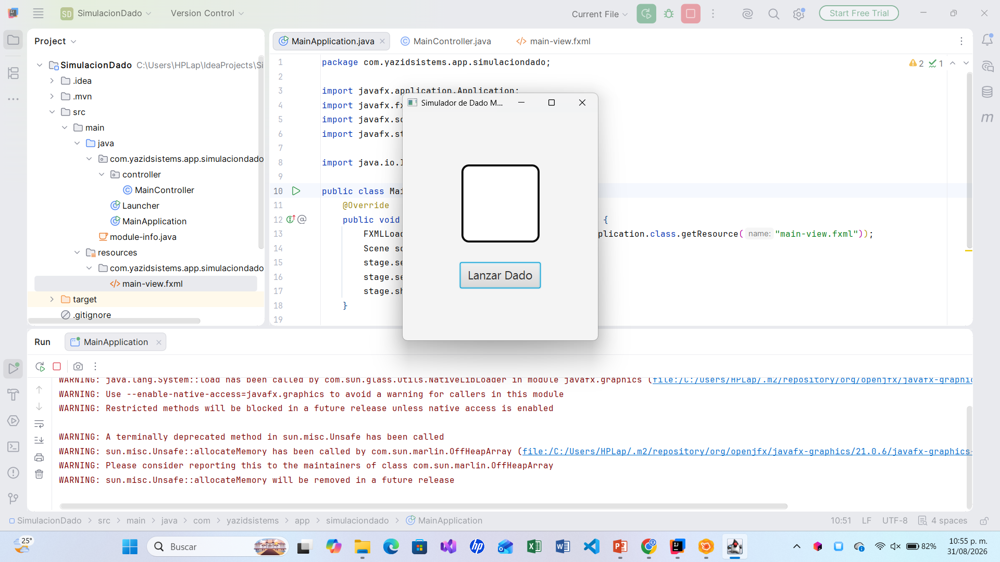 SD SimulacionDado
Version Control
Current File
Start Free Trial
Project
MainApplication.java
MainController.java
main-view.fxml
SimulacionDado C:\Users\HPLap\IdeaProjects\Si
.idea
.mvn
src
main
java
com.yazidsistems.app.simulaciondado
controller
MainController
Launcher
MainApplication
module-info.java
resources
com.yazidsistems.app.simulaciondado
main-view.fxml
target
.gitignore
1 package com.yazidsistems.app.simulaciondado;
2
3 import javafx.application.Application;
4 import javafx.fx
5 import javafx.sc
6 import javafx.st
7
8 import java.io.I
9
10 public class Mai
11 @Override
12 public void {
13 FXMLLoad plication.class.getResource( name: "main-view.fxml"));
14 Scene sc
15 stage.se
16 stage.se
17 stage.sh
18 }
19
2 1
Simulador de Dado M...
Lanzar Dado
Run
MainApplication
WARNING: java.lang.System::load has been called by com.sun.glass.utils.NativeLibLoader in module javafx.graphics (file:/C:/Users/HPLap/.m2/repository/org/openjfx/javafx-graphic
WARNING: Use --enable-native-access=javafx.graphics to avoid a warning for callers in this module
WARNING: Restricted methods will be blocked in a future release unless native access is enabled
WARNING: A terminally deprecated method in sun.misc.Unsafe has been called
WARNING: sun.misc.Unsafe::allocateMemory has been called by com.sun.marlin.OffHeapArray (file:/C:/Users/HPLap/.m2/repository/org/openjfx/javafx-graphics/21.0.6/javafx-graphics-
WARNING: Please consider reporting this to the maintainers of class com.sun.marlin.OffHeapArray
WARNING: sun.misc.Unsafe::allocateMemory will be removed in a future release
SimulacionDado > src > main > java > com > yazidsistems > app > simulaciondado > MainApplication
10:51 LF UTF-8 4 spaces
25°
Buscar
82%
10:55 p. m.
31/08/2026